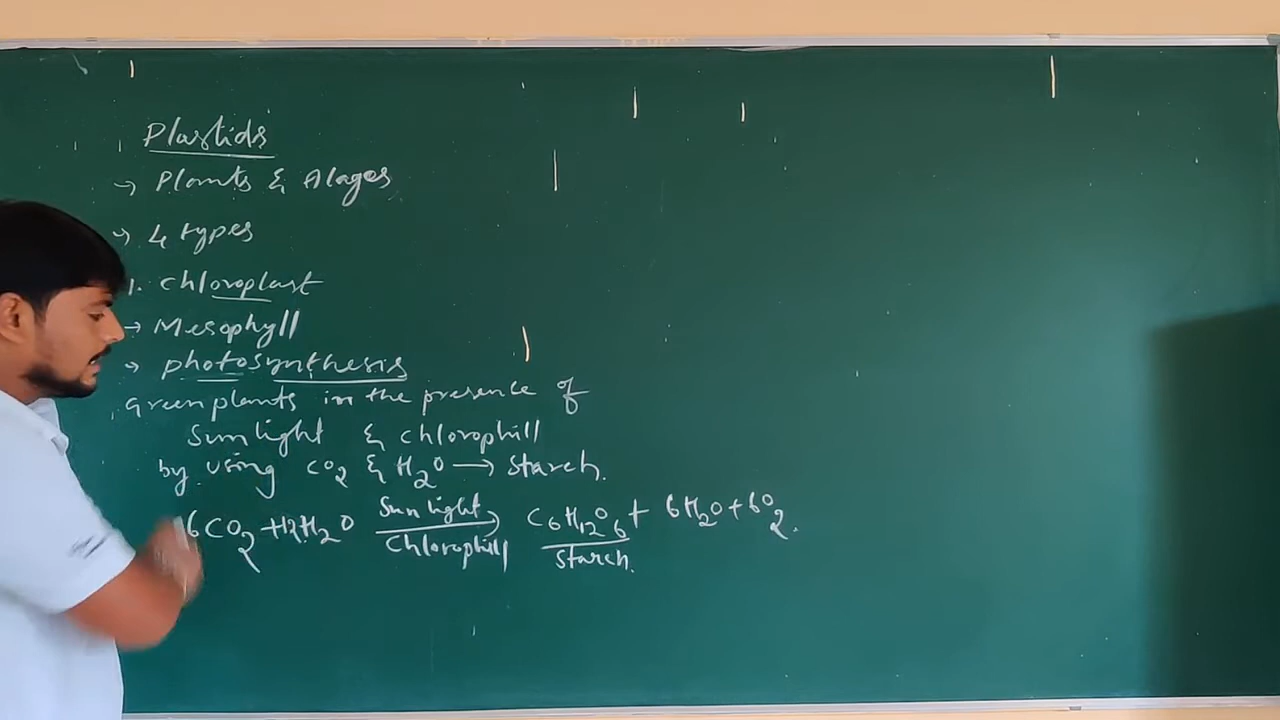 Plastids
→ Plants & Alages
→ 4 types
1. Chloroplast
→ Mesophyll
→ photosynthesis
Green plants in the presence of
Sunlight & chlorophill
by using CO2 & H2O → Starch.
6CO2 + 12H2O Sunlight Chlorophill → C6H12O6 + 6H2O + 6O2.
Starch.